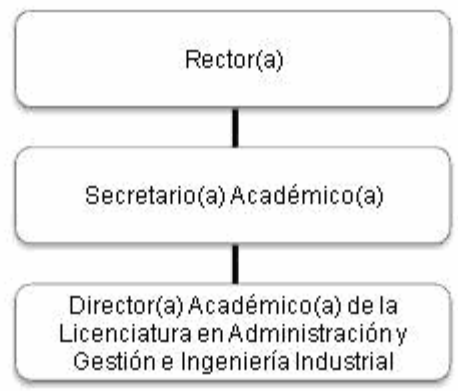 Rector(a)
Secretario(a) Académico(a)
Director(a) Académico(a) de la
Licenciatura en Administración y
Gestión e Ingeniería Industrial